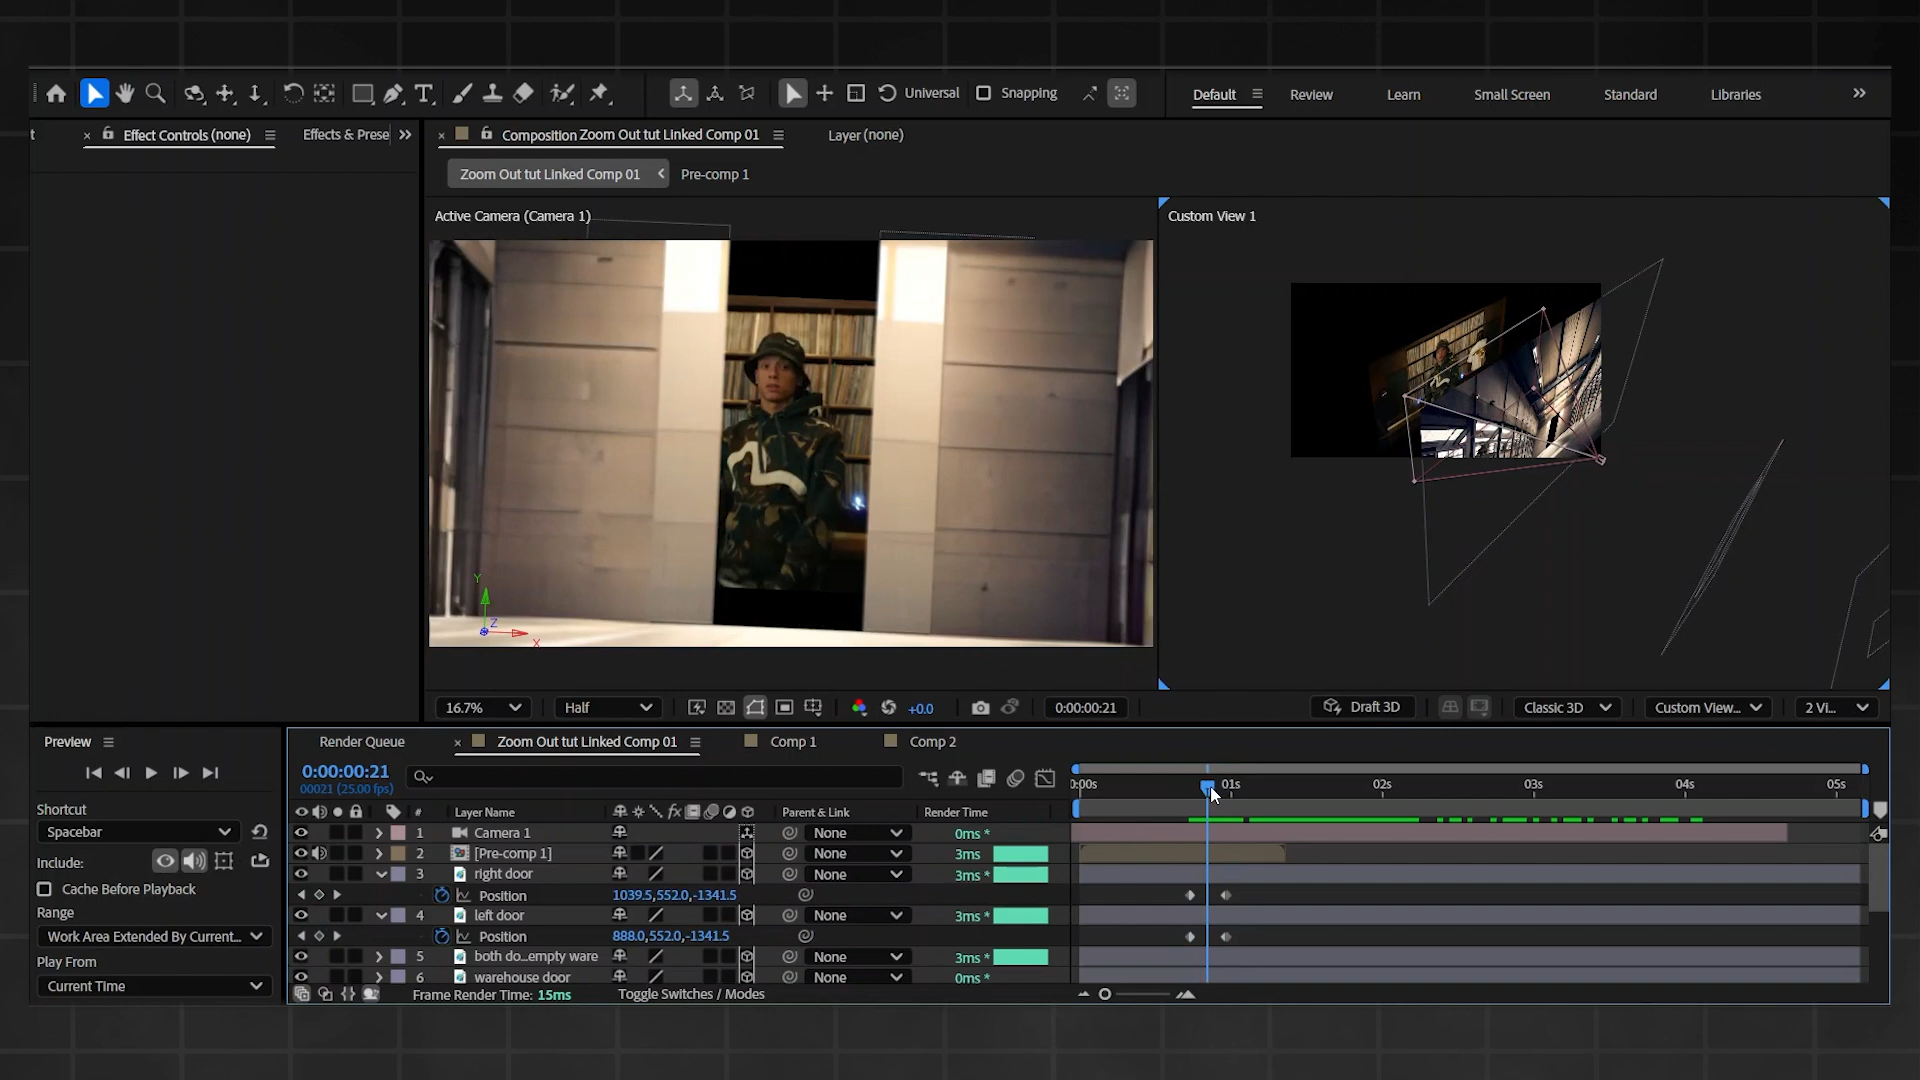 Universal
Snapping
Default
Review
Learn
Small Screen
Standard
Libraries
t
Effect Controls (none)
Effects & Prese
Composition Zoom Out tut Linked Comp 01
Layer (none)
Zoom Out tut Linked Comp 01
Pre-comp 1
Active Camera (Camera 1)
Custom View 1
Y
Z
X
16.7%
Half
+0.0
0:00:00:21
Draft 3D
Classic 3D
Custom View...
2 Vi...
Preview
Render Queue
Zoom Out tut Linked Comp 01
Comp 1
Comp 2
0:00:00:21
00021 (25.00 fps)
0:00s
01s
02s
03s
04s
05s
Shortcut
Spacebar
Include:
Cache Before Playback
Range
Work Area Extended By Current...
Play From
Current Time
#
Layer Name
fx
Parent & Link
Render Time
1
Camera 1
None
0ms *
2
[Pre-comp 1]
None
3ms
3
right door
None
3ms *
Position
1039.5,552.0,-1341.5
4
left door
None
3ms *
Position
888.0,552.0,-1341.5
5
both do...empty ware
None
3ms *
6
warehouse door
None
0ms *
Frame Render Time: 15ms
Toggle Switches / Modes